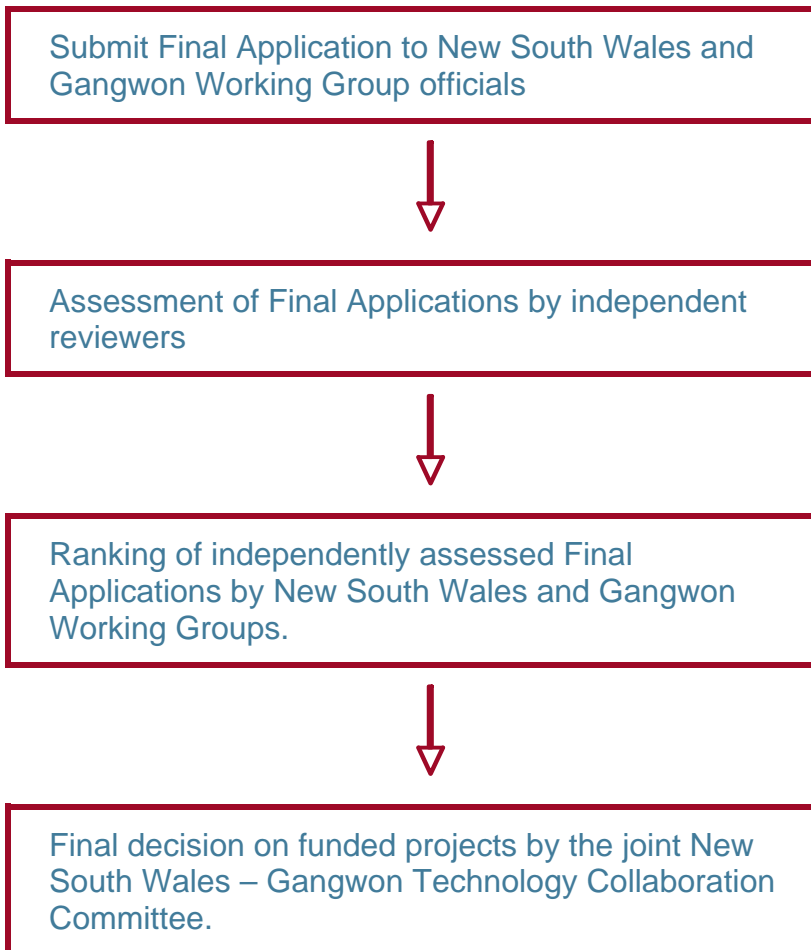 Submit Final Application to New South Wales and
Gangwon Working Group officials
Assessment of Final Applications by independent
reviewers
Ranking of independently assessed Final
Applications by New South Wales and Gangwon
Working Groups.
Final decision on funded projects by the joint New
South Wales – Gangwon Technology Collaboration
Committee.